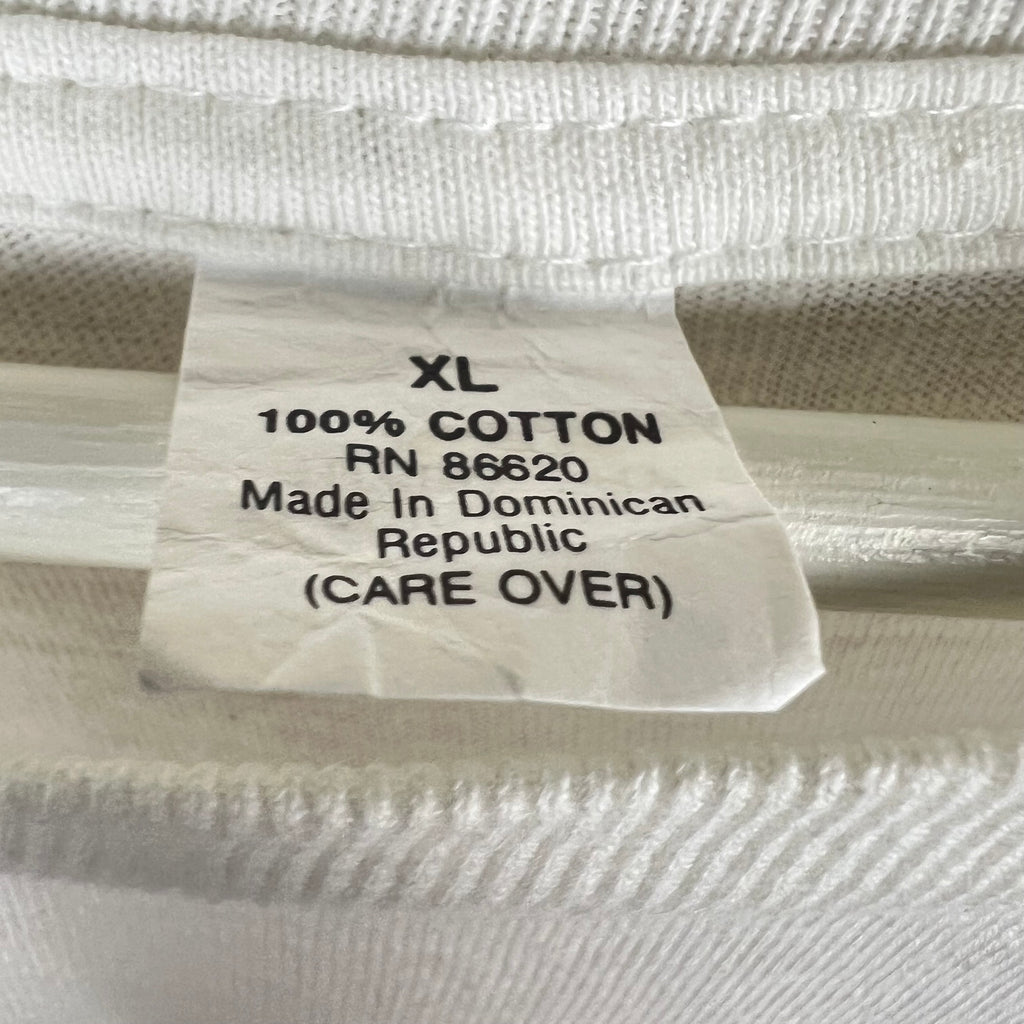 XL
100% COTTON
RN 86620
Made In Dominican
Republic
(CARE OVER)